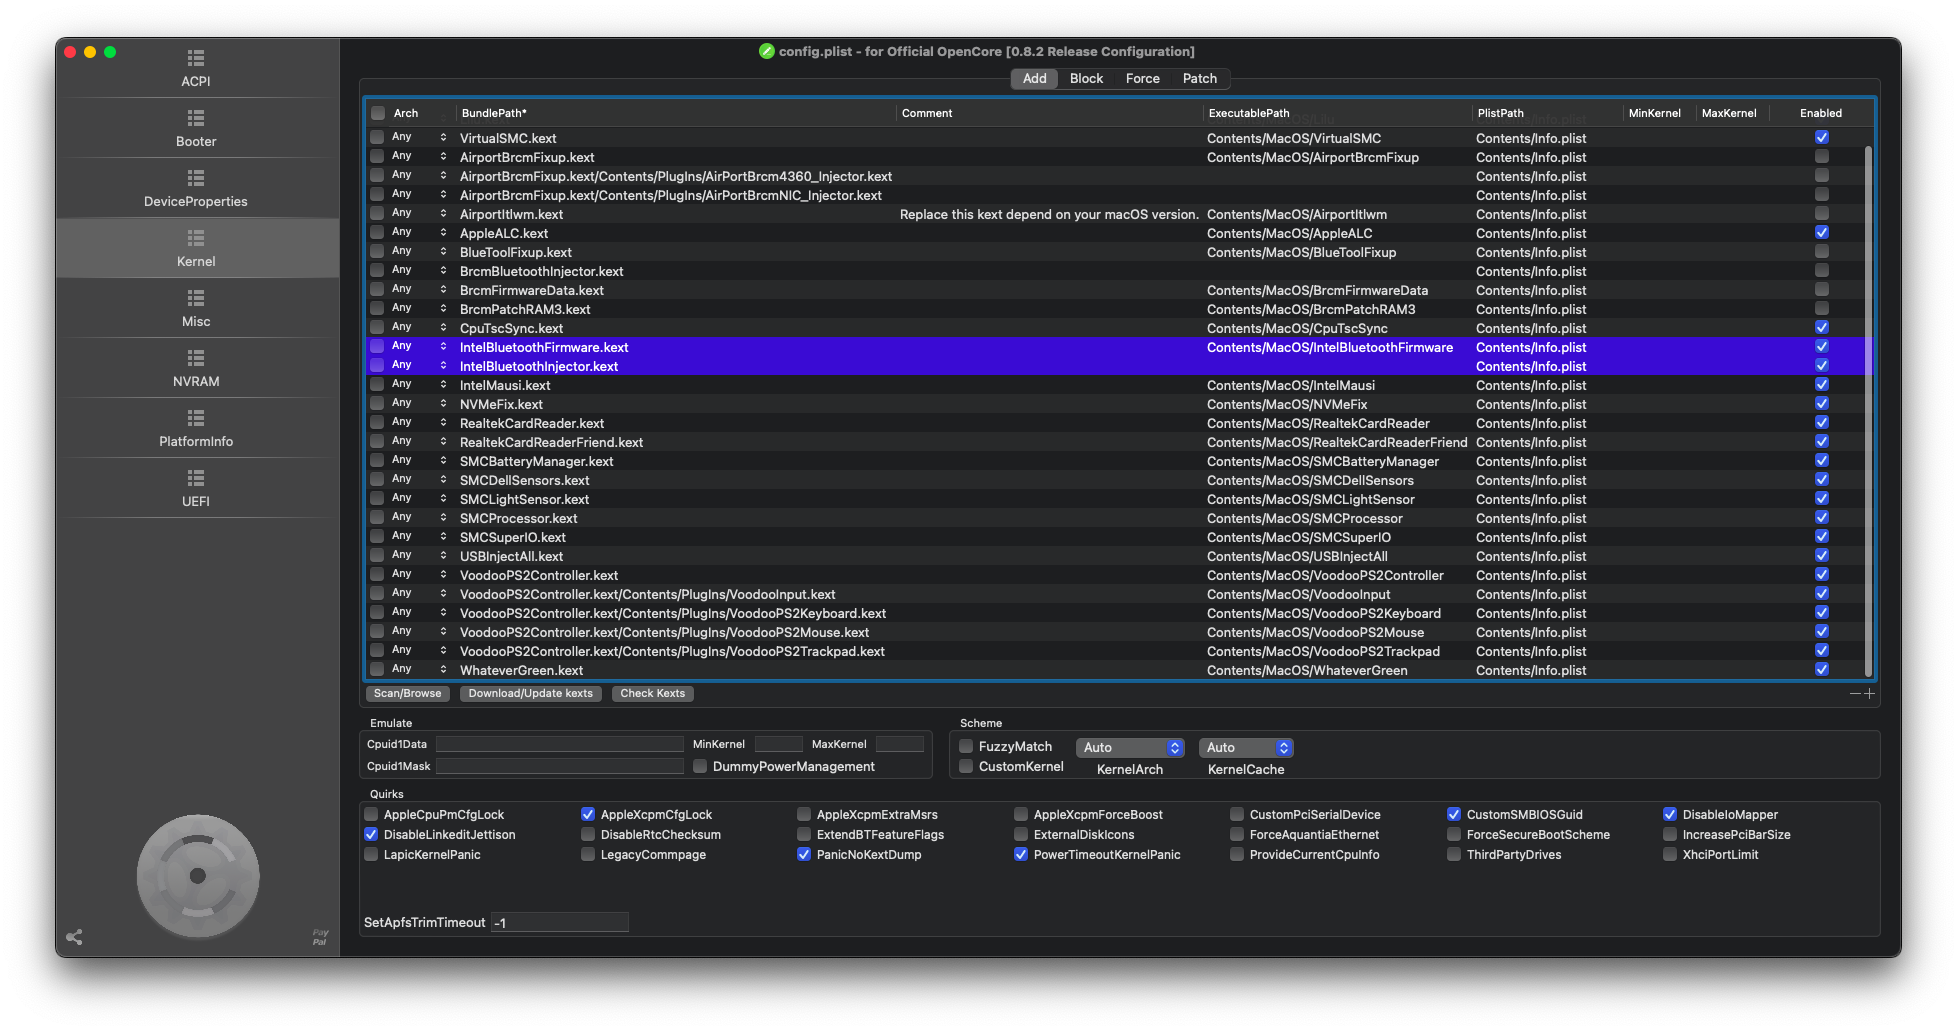 config.plist - for Official OpenCore [0.8.2 Release Configuration]
ACPI
Booter
DeviceProperties
Kernel
Misc
NVRAM
PlatformInfo
UEFI
Pay
Pal
Add Block Force Patch
Arch BundlePath* Comment ExecutablePath PlistPath MinKernel MaxKernel Enabled
Any VirtualSMC.kext Contents/MacOS/VirtualSMC Contents/Info.plist
Any AirportBrcmFixup.kext Contents/MacOS/AirportBrcmFixup Contents/Info.plist
Any AirportBrcmFixup.kext/Contents/PlugIns/AirPortBrcm4360_Injector.kext Contents/Info.plist
Any AirportBrcmFixup.kext/Contents/PlugIns/AirPortBrcmNIC_Injector.kext Contents/Info.plist
Any AirportItlwm.kext Replace this kext depend on your macOS version. Contents/MacOS/AirportItlwm Contents/Info.plist
Any AppleALC.kext Contents/MacOS/AppleALC Contents/Info.plist
Any BlueToolFixup.kext Contents/MacOS/BlueToolFixup Contents/Info.plist
Any BrcmBluetoothInjector.kext Contents/Info.plist
Any BrcmFirmwareData.kext Contents/MacOS/BrcmFirmwareData Contents/Info.plist
Any BrcmPatchRAM3.kext Contents/MacOS/BrcmPatchRAM3 Contents/Info.plist
Any CpuTscSync.kext Contents/MacOS/CpuTscSync Contents/Info.plist
Any IntelBluetoothFirmware.kext Contents/MacOS/IntelBluetoothFirmware Contents/Info.plist
Any IntelBluetoothInjector.kext Contents/Info.plist
Any IntelMausi.kext Contents/MacOS/IntelMausi Contents/Info.plist
Any NVMeFix.kext Contents/MacOS/NVMeFix Contents/Info.plist
Any RealtekCardReader.kext Contents/MacOS/RealtekCardReader Contents/Info.plist
Any RealtekCardReaderFriend.kext Contents/MacOS/RealtekCardReaderFriend Contents/Info.plist
Any SMCBatteryManager.kext Contents/MacOS/SMCBatteryManager Contents/Info.plist
Any SMCDellSensors.kext Contents/MacOS/SMCDellSensors Contents/Info.plist
Any SMCLightSensor.kext Contents/MacOS/SMCLightSensor Contents/Info.plist
Any SMCProcessor.kext Contents/MacOS/SMCProcessor Contents/Info.plist
Any SMCSuperIO.kext Contents/MacOS/SMCSuperIO Contents/Info.plist
Any USBInjectAll.kext Contents/MacOS/USBInjectAll Contents/Info.plist
Any VoodooPS2Controller.kext Contents/MacOS/VoodooPS2Controller Contents/Info.plist
Any VoodooPS2Controller.kext/Contents/PlugIns/VoodooInput.kext Contents/MacOS/VoodooInput Contents/Info.plist
Any VoodooPS2Controller.kext/Contents/PlugIns/VoodooPS2Keyboard.kext Contents/MacOS/VoodooPS2Keyboard Contents/Info.plist
Any VoodooPS2Controller.kext/Contents/PlugIns/VoodooPS2Mouse.kext Contents/MacOS/VoodooPS2Mouse Contents/Info.plist
Any VoodooPS2Controller.kext/Contents/PlugIns/VoodooPS2Trackpad.kext Contents/MacOS/VoodooPS2Trackpad Contents/Info.plist
Any WhateverGreen.kext Contents/MacOS/WhateverGreen Contents/Info.plist
Scan/Browse Download/Update kexts Check Kexts
Emulate
Cpuid1Data MinKernel MaxKernel
Cpuid1Mask DummyPowerManagement
Scheme
FuzzyMatch Auto Auto
CustomKernel KernelArch KernelCache
Quirks
AppleCpuPmCfgLock AppleXcpmCfgLock AppleXcpmExtraMsrs AppleXcpmForceBoost CustomPciSerialDevice CustomSMBIOSGuid DisableIoMapper
DisableLinkeditJettison DisableRtcChecksum ExtendBTFeatureFlags ExternalDiskIcons ForceAquantiaEthernet ForceSecureBootScheme IncreasePciBarSize
LapicKernelPanic LegacyCommpage PanicNoKextDump PowerTimeoutKernelPanic ProvideCurrentCpuInfo ThirdPartyDrives XhciPortLimit
SetApfsTrimTimeout -1